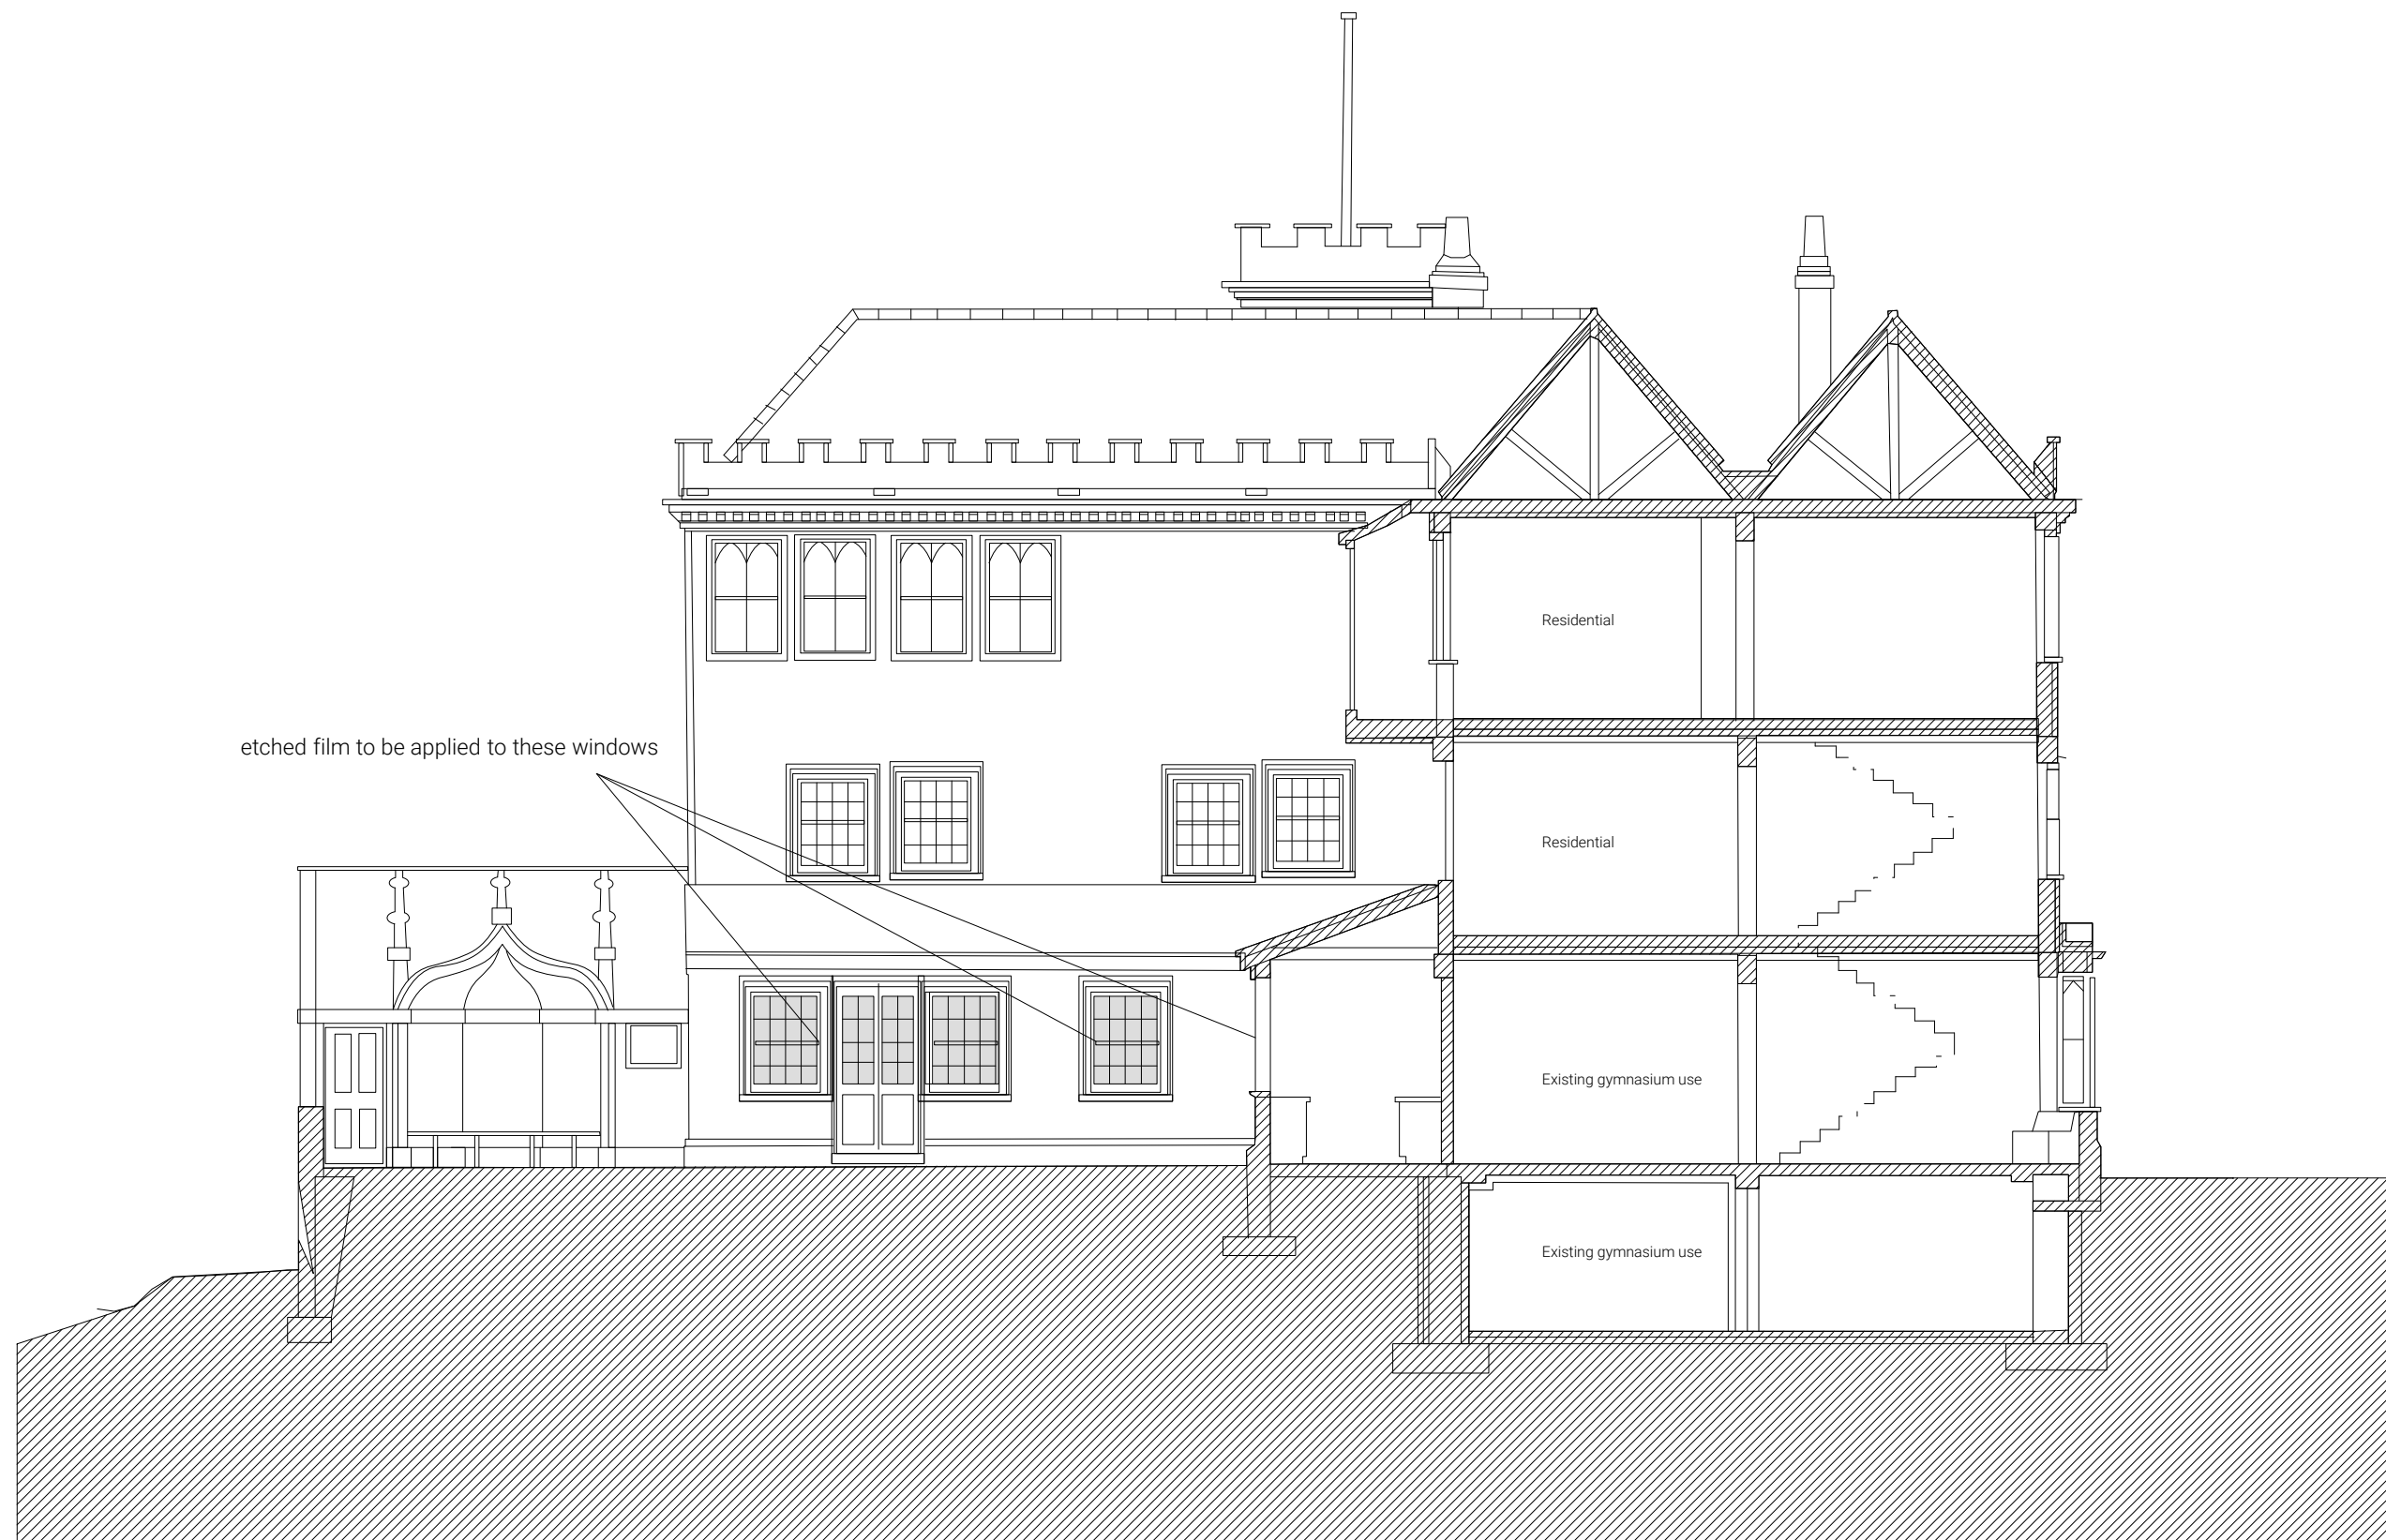 Residential
etched film to be applied to these windows
Residential
Existing gymnasium use
Existing gymnasium use